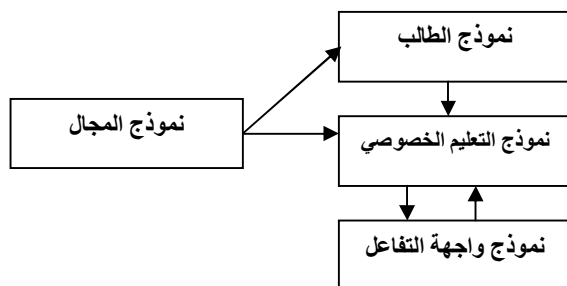 نموذج الطالب
نموذج المجال
نموذج التعليم الخصوصي
نموذج واجهة التفاعل